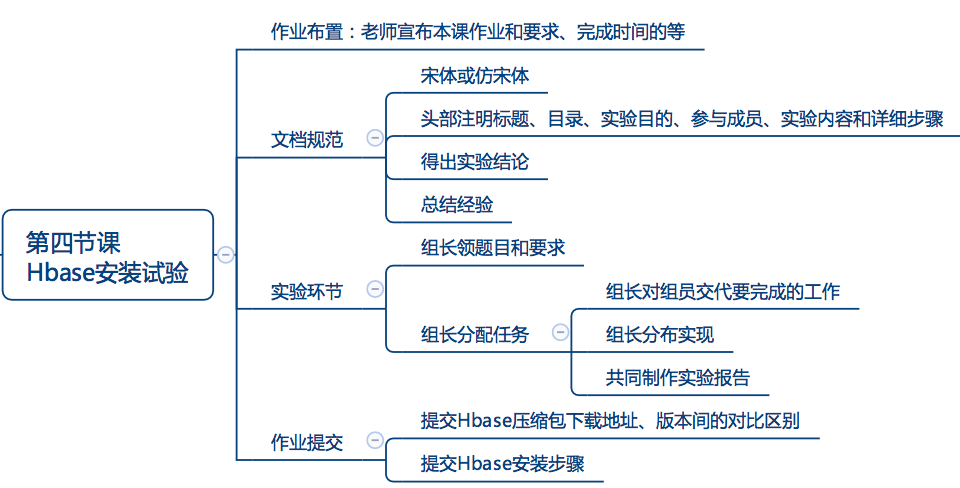 作业布置：老师宣布本课作业和要求、完成时间的等
宋体或仿宋体
头部注明标题、目录、实验目的、参与成员、实验内容和详细步骤
文档规范
得出实验结论
总结经验
第四节课
Hbase安装试验
组长领题目和要求
实验环节
组长对组员交代要完成的工作
组长分配任务
组长分布实现
共同制作实验报告
提交Hbase压缩包下载地址、版本间的对比区别
作业提交
提交Hbase安装步骤